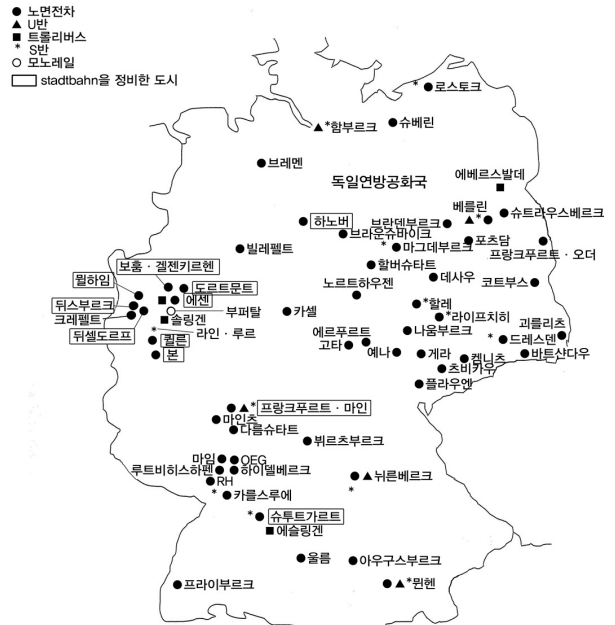 노면전차
U반
트롤리버스
* S반
모노레일
stadtbahn을 정비한 도시
* 로스토크
*함부르크
슈베린
브레멘
독일연방공화국
에베르스발데
베를린
*
하노버
브란덴부르크
슈트라우스베르크
브라운슈바이크
* 마그데부르크
포츠담
프랑크푸르트・오더
빌레펠트
보훔・겔젠키르헨
할버슈타트
데사우
뮐하임
도르트문트
노르트하우젠
코트부스
에센
뒤스부르크
부퍼탈
카셀
*할레
크레펠트
솔링겐
*라이프치히
* 라인・루르
에르푸르트
나움부르크
괴를리츠
뒤셀도르프
퀼른
고타
* 드레스덴
본
예나
게라
켐니츠
바트샨다우
츠비카우
플라우엔
* 프랑크푸르트・마인
마인츠
다름슈타트
뷔르츠부르크
마임
OEG
루트비히스하펜
하이델베르크
뉘른베르크
RH
*
* 카를스루에
* 슈투트가르트
에슬링겐
울름
아우구스부르크
프라이부르크
*뮌헨